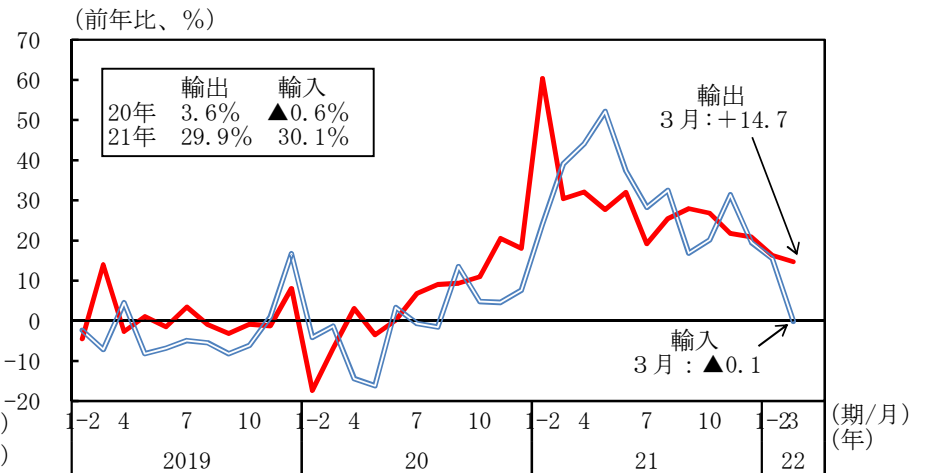 (前年比、%)
70
60
50
40
30
20
10
0
−10
−20
輸出 輸入
20年 3.6% ▲0.6%
21年 29.9% 30.1%
輸出
3月:+14.7
輸入
3月:▲0.1
1-2 4 7 10 1-2 4 7 10 1-2 4 7 10 1-23 (期/月)
) 
2019 20 21 22 (年)
)